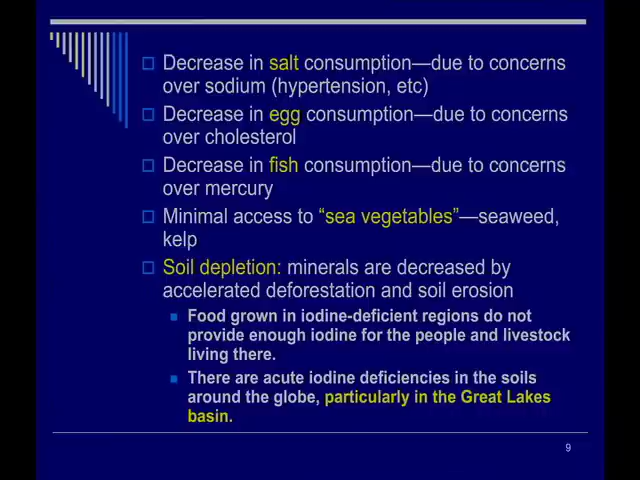 Decrease in salt consumption—due to concerns
over sodium (hypertension, etc)
Decrease in egg consumption—due to concerns
over cholesterol
Decrease in fish consumption—due to concerns
over mercury
Minimal access to “sea vegetables”—seaweed,
kelp
Soil depletion: minerals are decreased by
accelerated deforestation and soil erosion
Food grown in iodine-deficient regions do not
provide enough iodine for the people and livestock
living there.
There are acute iodine deficiencies in the soils
around the globe, particularly in the Great Lakes
basin.
9